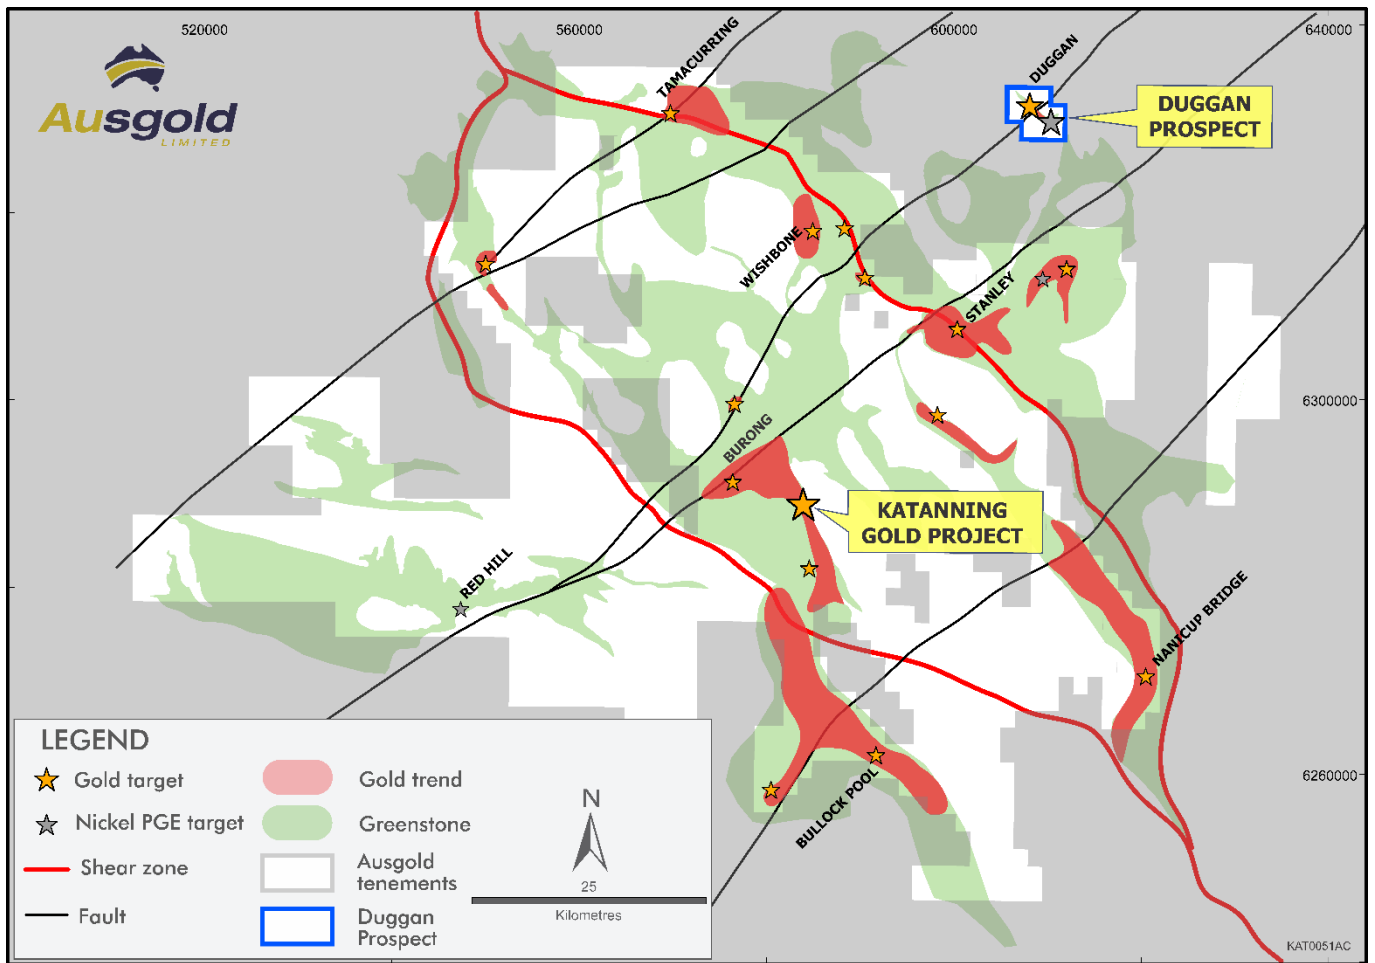 520000
560000
600000
640000
Ausgold
LIMITED
TAMACURRING
DUGGAN
DUGGAN
PROSPECT
WISHBONE
STANLEY
6300000
BURONG
KATANNING
GOLD PROJECT
RED HILL
NANICUP BRIDGE
BULLOCK POOL
6260000
LEGEND
Gold target
Nickel PGE target
Shear zone
Fault
Gold trend
Greenstone
Ausgold
tenements
Duggan
Prospect
N
25
Kilometres
KAT0051AC